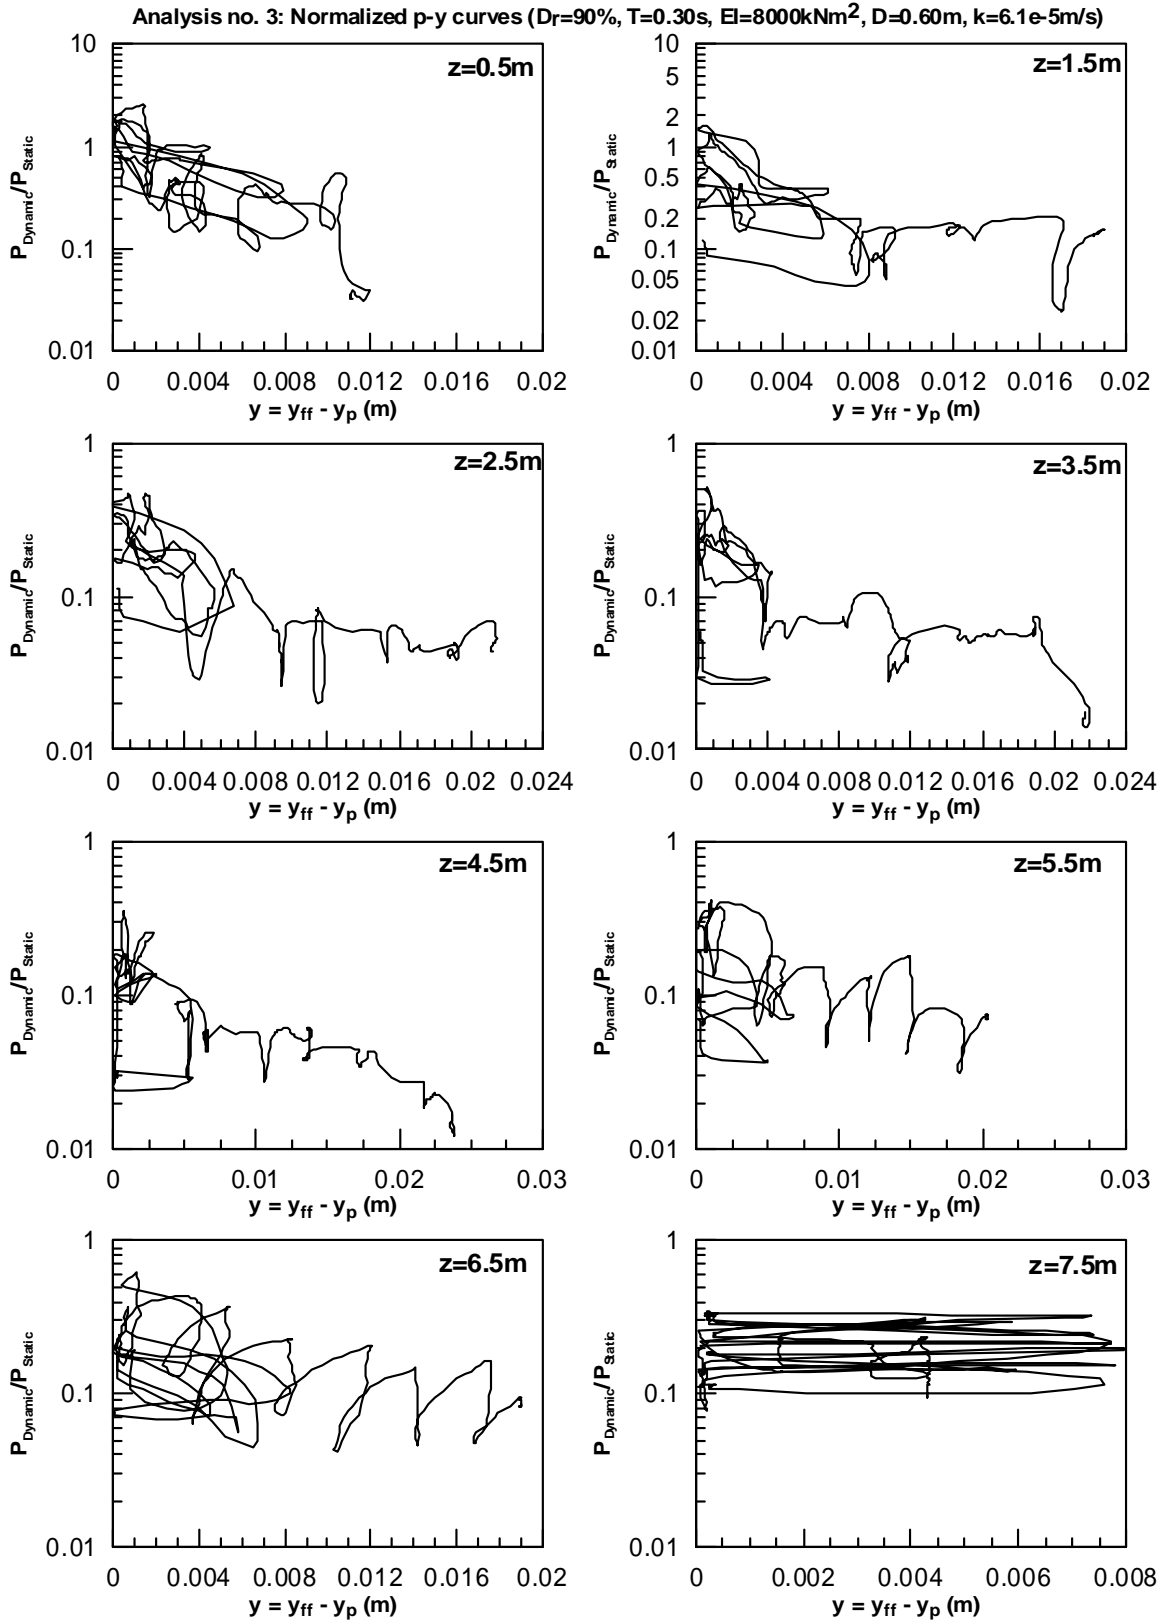 Analysis no. 3: Normalized p-y curves (Dr=90%, T=0.30s, EI=8000kNm2, D=0.60m, k=6.1e-5m/s)
z=0.5m
10
1
0.1
0.01
PDynamic/PStatic
0 0.004 0.008 0.012 0.016 0.02
y = yff - yp (m)
z=1.5m
10
5
2
1
0.5
0.2
0.1
0.05
0.02
0.01
PDynamic/PStatic
0 0.004 0.008 0.012 0.016 0.02
y = yff - yp (m)
z=2.5m
1
0.1
0.01
PDynamic/PStatic
0 0.004 0.008 0.012 0.016 0.02 0.024
y = yff - yp (m)
z=3.5m
1
0.1
0.01
PDynamic/PStatic
0 0.004 0.008 0.012 0.016 0.02 0.024
y = yff - yp (m)
z=4.5m
1
0.1
0.01
PDynamic/PStatic
0 0.01 0.02 0.03
y = yff - yp (m)
z=5.5m
1
0.1
0.01
PDynamic/PStatic
0 0.01 0.02 0.03
y = yff - yp (m)
z=6.5m
1
0.1
0.01
PDynamic/PStatic
0 0.004 0.008 0.012 0.016 0.02
y = yff - yp (m)
z=7.5m
1
0.1
0.01
PDynamic/PStatic
0 0.002 0.004 0.006 0.008
y = yff - yp (m)